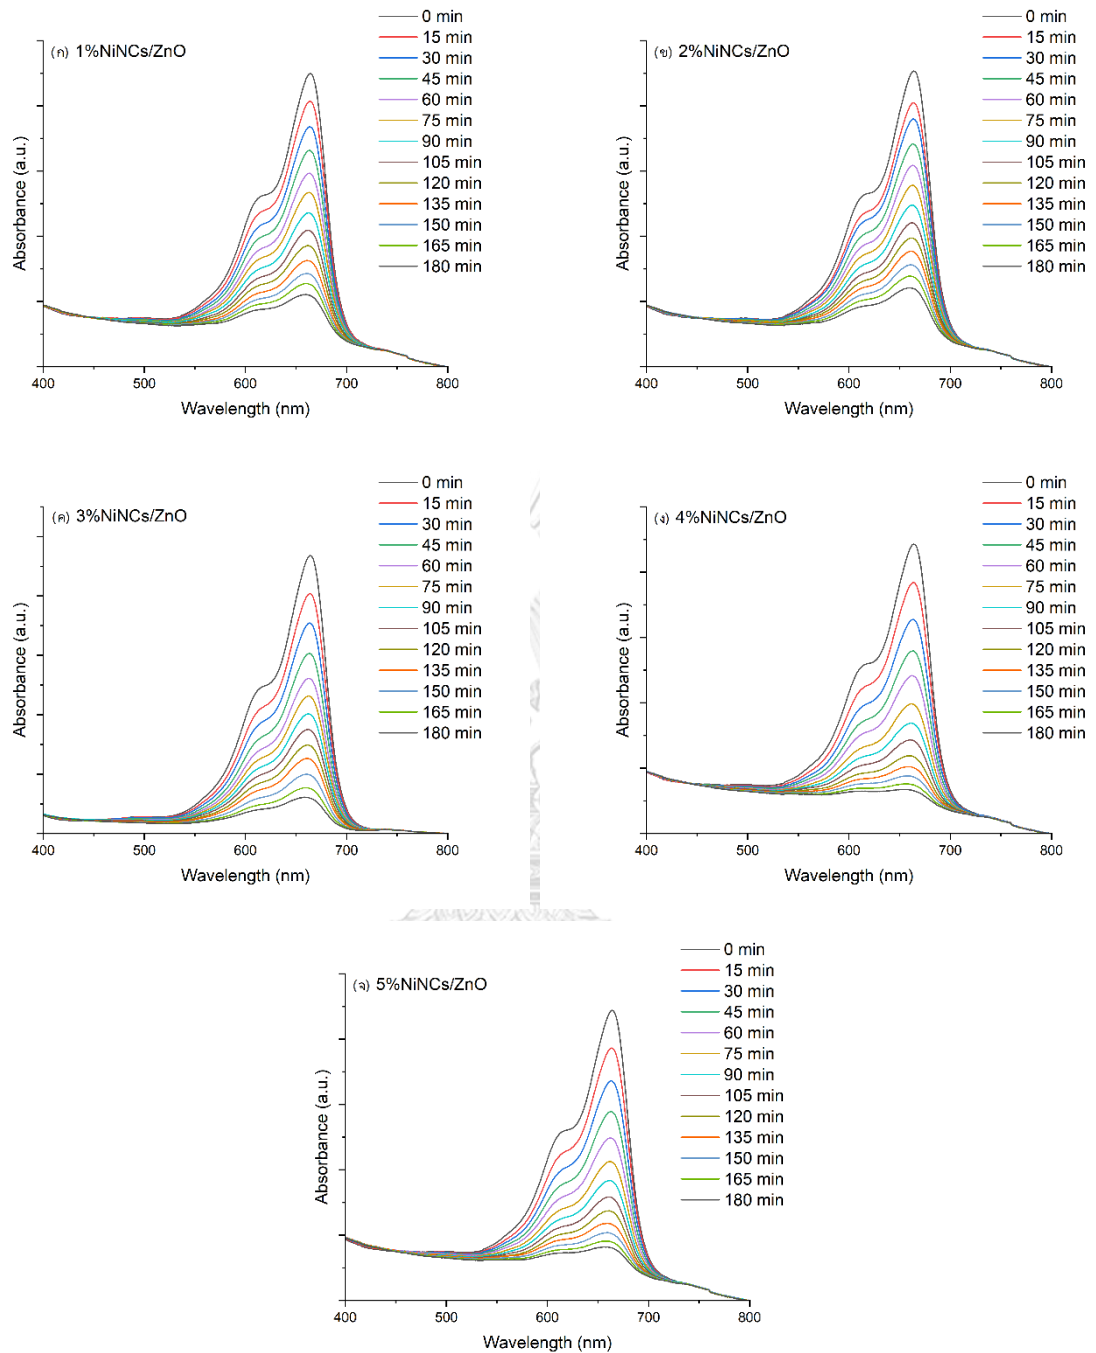 (ก) 1%NiNCs/ZnO
0 min
15 min
30 min
45 min
60 min
75 min
90 min
105 min
120 min
135 min
150 min
165 min
180 min
Absorbance (a.u.)
400 500 600 700 800
Wavelength (nm)
(ข) 2%NiNCs/ZnO
0 min
15 min
30 min
45 min
60 min
75 min
90 min
105 min
120 min
135 min
150 min
165 min
180 min
Absorbance (a.u.)
400 500 600 700 800
Wavelength (nm)
(ค) 3%NiNCs/ZnO
0 min
15 min
30 min
45 min
60 min
75 min
90 min
105 min
120 min
135 min
150 min
165 min
180 min
Absorbance (a.u.)
400 500 600 700 800
Wavelength (nm)
(ง) 4%NiNCs/ZnO
0 min
15 min
30 min
45 min
60 min
75 min
90 min
105 min
120 min
135 min
150 min
165 min
180 min
Absorbance (a.u.)
400 500 600 700 800
Wavelength (nm)
(จ) 5%NiNCs/ZnO
0 min
15 min
30 min
45 min
60 min
75 min
90 min
105 min
120 min
135 min
150 min
165 min
180 min
Absorbance (a.u.)
400 500 600 700 800
Wavelength (nm)